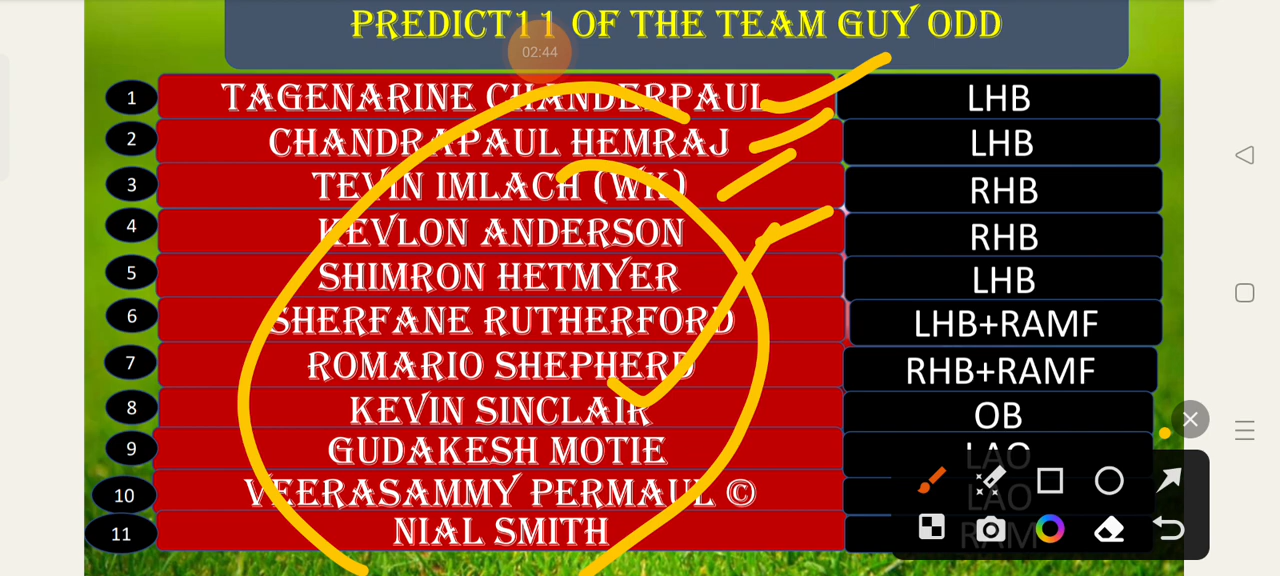 PREDICT11 OF THE TEAM GUY ODD
02:44
1 TAGENARINE CHANDERPAUL LHB
2 CHANDRAPAUL HEMRAJ LHB
3 TEVIN IMLACH (WK) RHB
4 KEVLON ANDERSON RHB
5 SHIMRON HETMYER LHB
6 SHERFANE RUTHERFORD LHB+RAMF
7 ROMARIO SHEPHERD RHB+RAMF
8 KEVIN SINCLAIR OB
9 GUDAKESH MOTIE LAO
10 VEERASAMMY PERMAUL © LAO
11 NIAL SMITH RAM